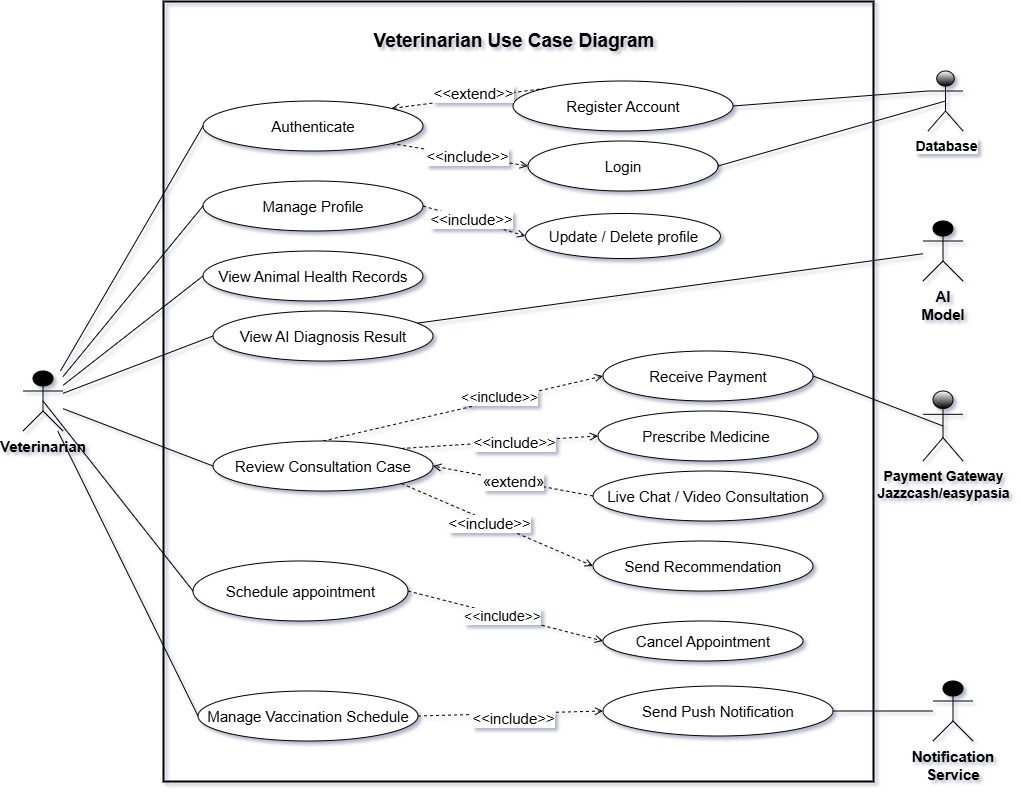 Veterinarian Use Case Diagram
<<extend>>
Register Account
Authenticate
<<include>>
Login
Database
Manage Profile
<<include>>
Update / Delete profile
View Animal Health Records
AI
Model
View AI Diagnosis Result
Veterinarian
<<include>>
Receive Payment
<<include>>
Prescribe Medicine
Review Consultation Case
«extend»
Live Chat / Video Consultation
Payment Gateway
Jazzcash/easypasia
<<include>>
Send Recommendation
Schedule appointment
<<include>>
Cancel Appointment
Manage Vaccination Schedule
<<include>>
Send Push Notification
Notification
Service